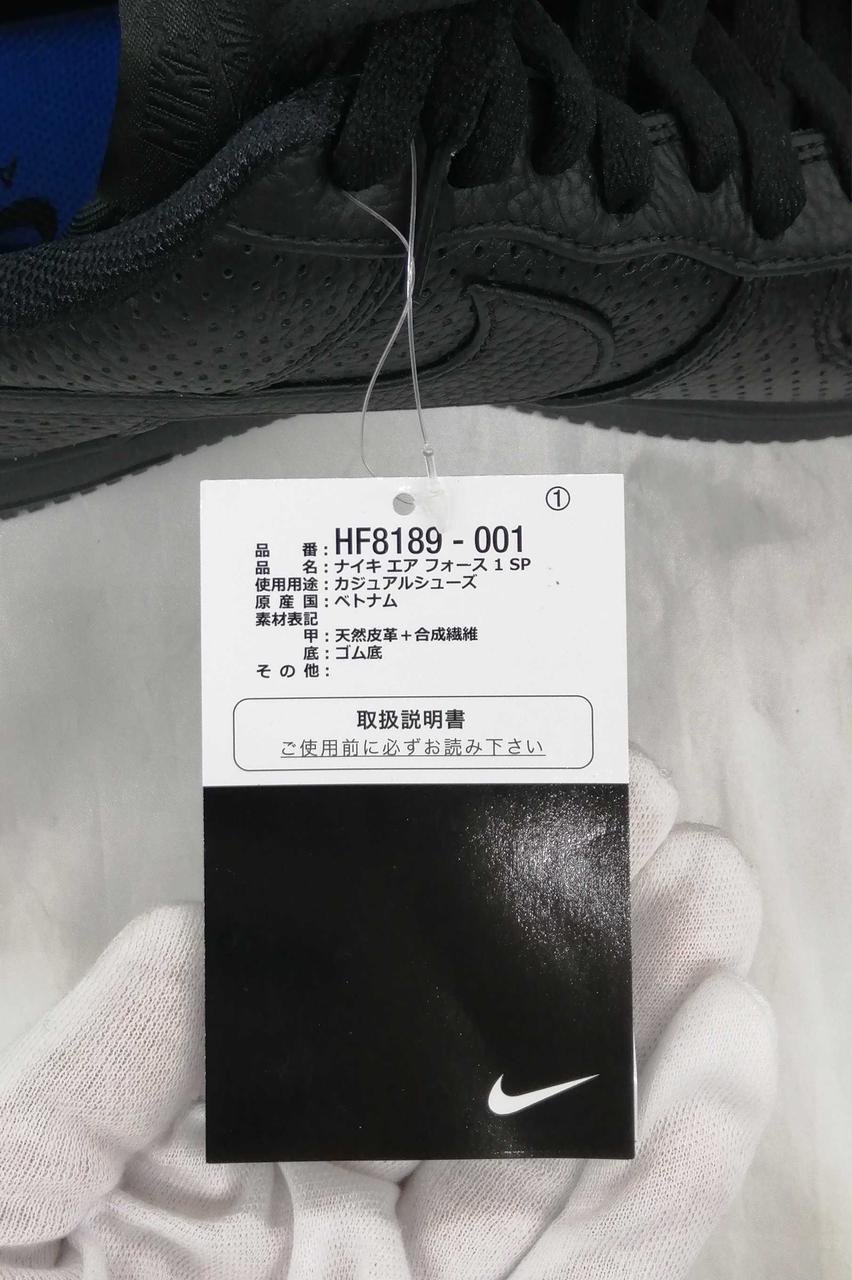 NIKE
①
品 番：HF8189 - 001
品 名：ナイキ エア フォース 1 SP
使用用途：カジュアルシューズ
原 産 国：ベトナム
素材表記
甲：天然皮革＋合成繊維
底：ゴム底
そ の 他：
取扱説明書
ご使用前に必ずお読み下さい